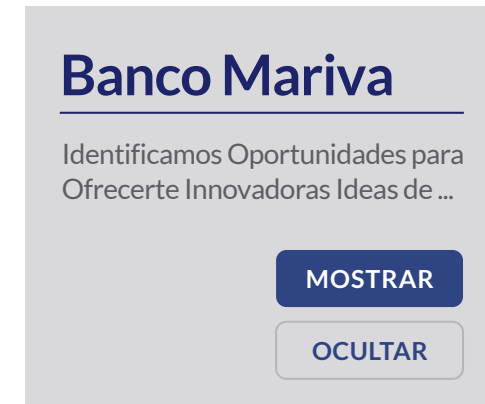 Banco Mariva
Identificamos Oportunidades para
Ofrecerte Innovadoras Ideas de ...
MOSTRAR
OCULTAR